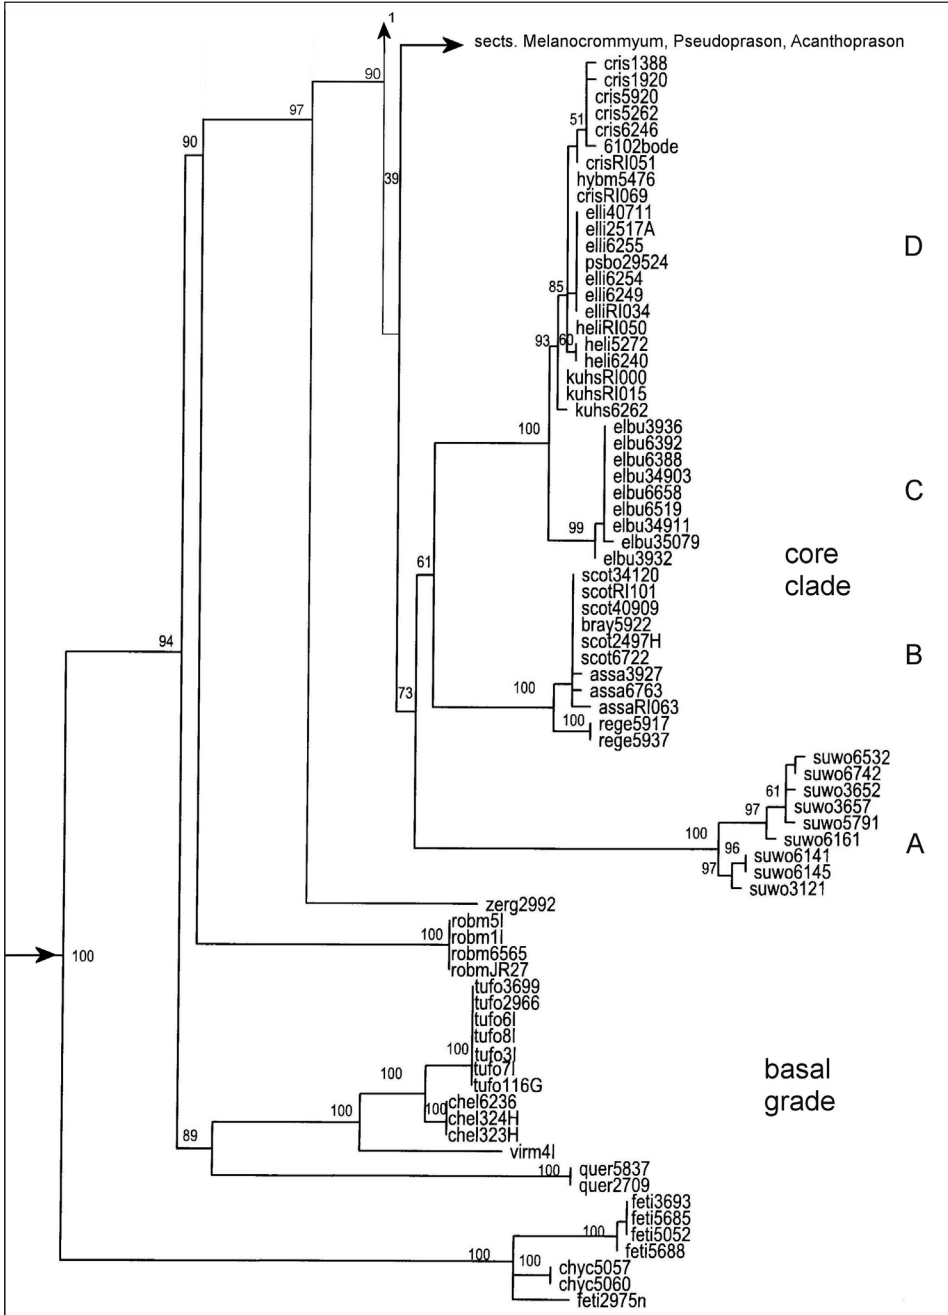 1
sects. Melanocrommyum, Pseudoprason, Acanthoprason
90
cris1388
cris1920
97
cris5920
cris5262
51
cris6246
90
6102bode
crisRI051
39
hybm5476
crisRI069
elli40711
elli2517A
D
elli6255
psbo29524
elli6254
85
elli6249
elliRI034
heliRI050
93
60
heli5272
heli6240
kuhsRI000
kuhsRI015
kuhs6262
100
elbu3936
elbu6392
elbu6388
elbu34903
C
elbu6658
elbu6519
99
elbu34911
elbu35079
core
clade
elbu3932
61
scot34120
scotRI101
scot40909
bray5922
94
scot2497H
B
scot6722
assa3927
100
73
assa6763
assaRI063
100
rege5917
rege5937
suwo6532
suwo6742
61
suwo3652
97
suwo3657
suwo5791
100
suwo6161
A
96
suwo6141
97
suwo6145
suwo3121
zerg2992
robm5I
100
robm1I
robm6565
100
robmJR27
tufo3699
tufo2966
tufo6I
tufo8I
100
tufo3I
100
tufo7I
basal
grade
tufo116G
chel6236
100
100
chel324H
89
chel323H
virm4I
100
quer5837
quer2709
feti3693
feti5685
100
feti5052
feti5688
100
100
chyc5057
chyc5060
feti2975n